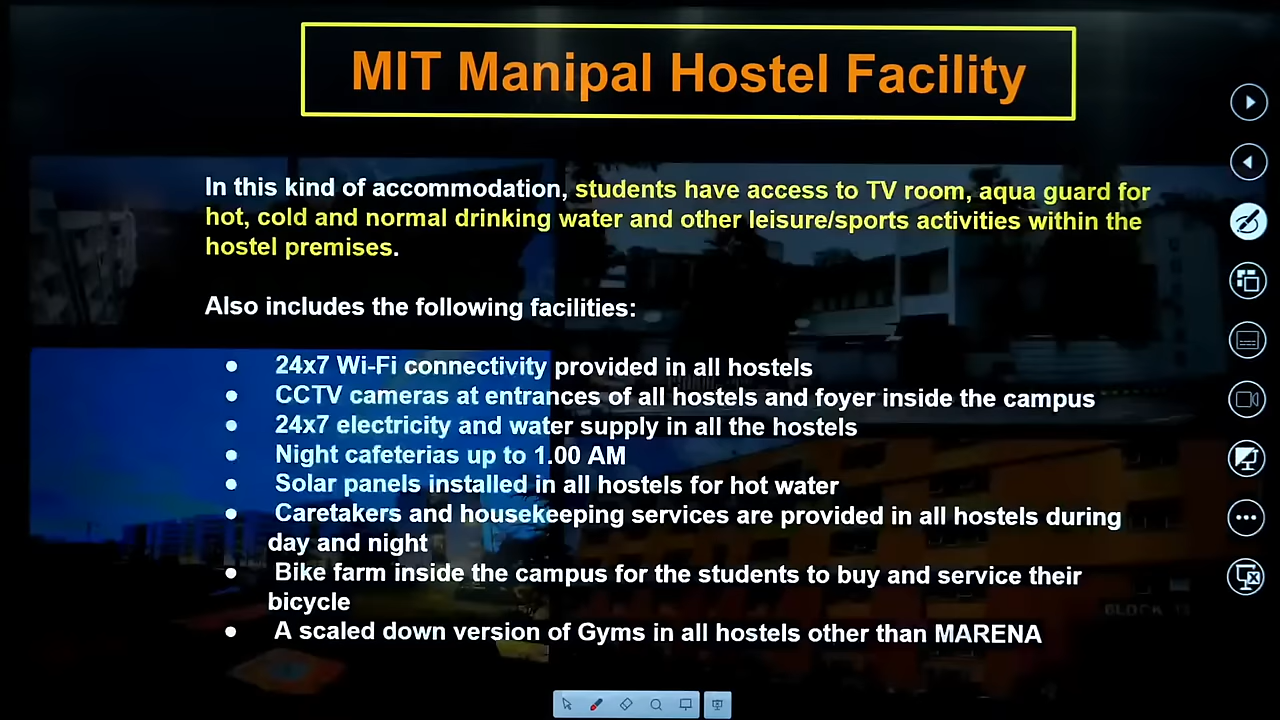 MIT Manipal Hostel Facility
In this kind of accommodation, students have access to TV room, aqua guard for
hot, cold and normal drinking water and other leisure/sports activities within the
hostel premises.
Also includes the following facilities:
● 24x7 Wi-Fi connectivity provided in all hostels
● CCTV cameras at entrances of all hostels and foyer inside the campus
● 24x7 electricity and water supply in all the hostels
● Night cafeterias up to 1.00 AM
● Solar panels installed in all hostels for hot water
● Caretakers and housekeeping services are provided in all hostels during
day and night
● Bike farm inside the campus for the students to buy and service their
bicycle
BLOCK 13
● A scaled down version of Gyms in all hostels other than MARENA